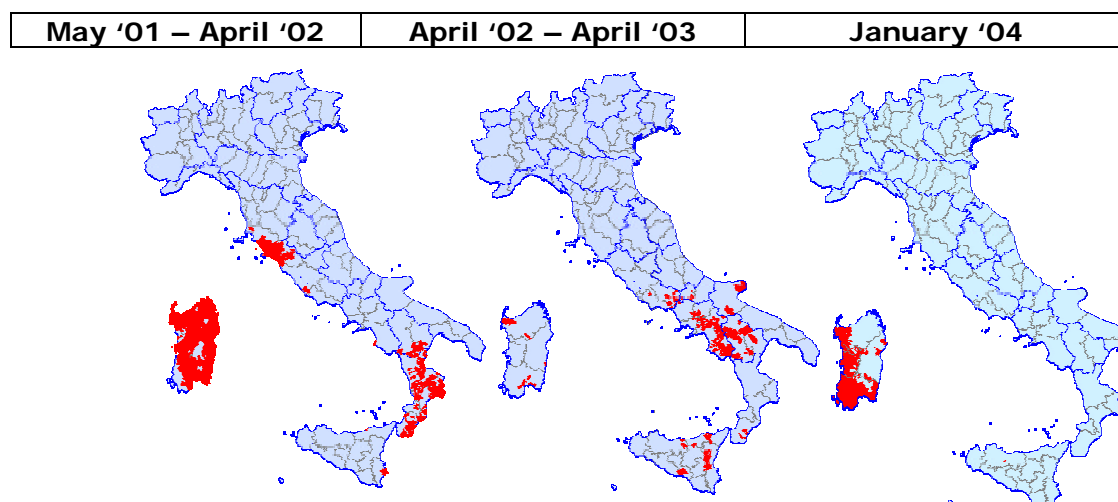 May ‘01 – April ‘02
April ‘02 – April ‘03
January ‘04